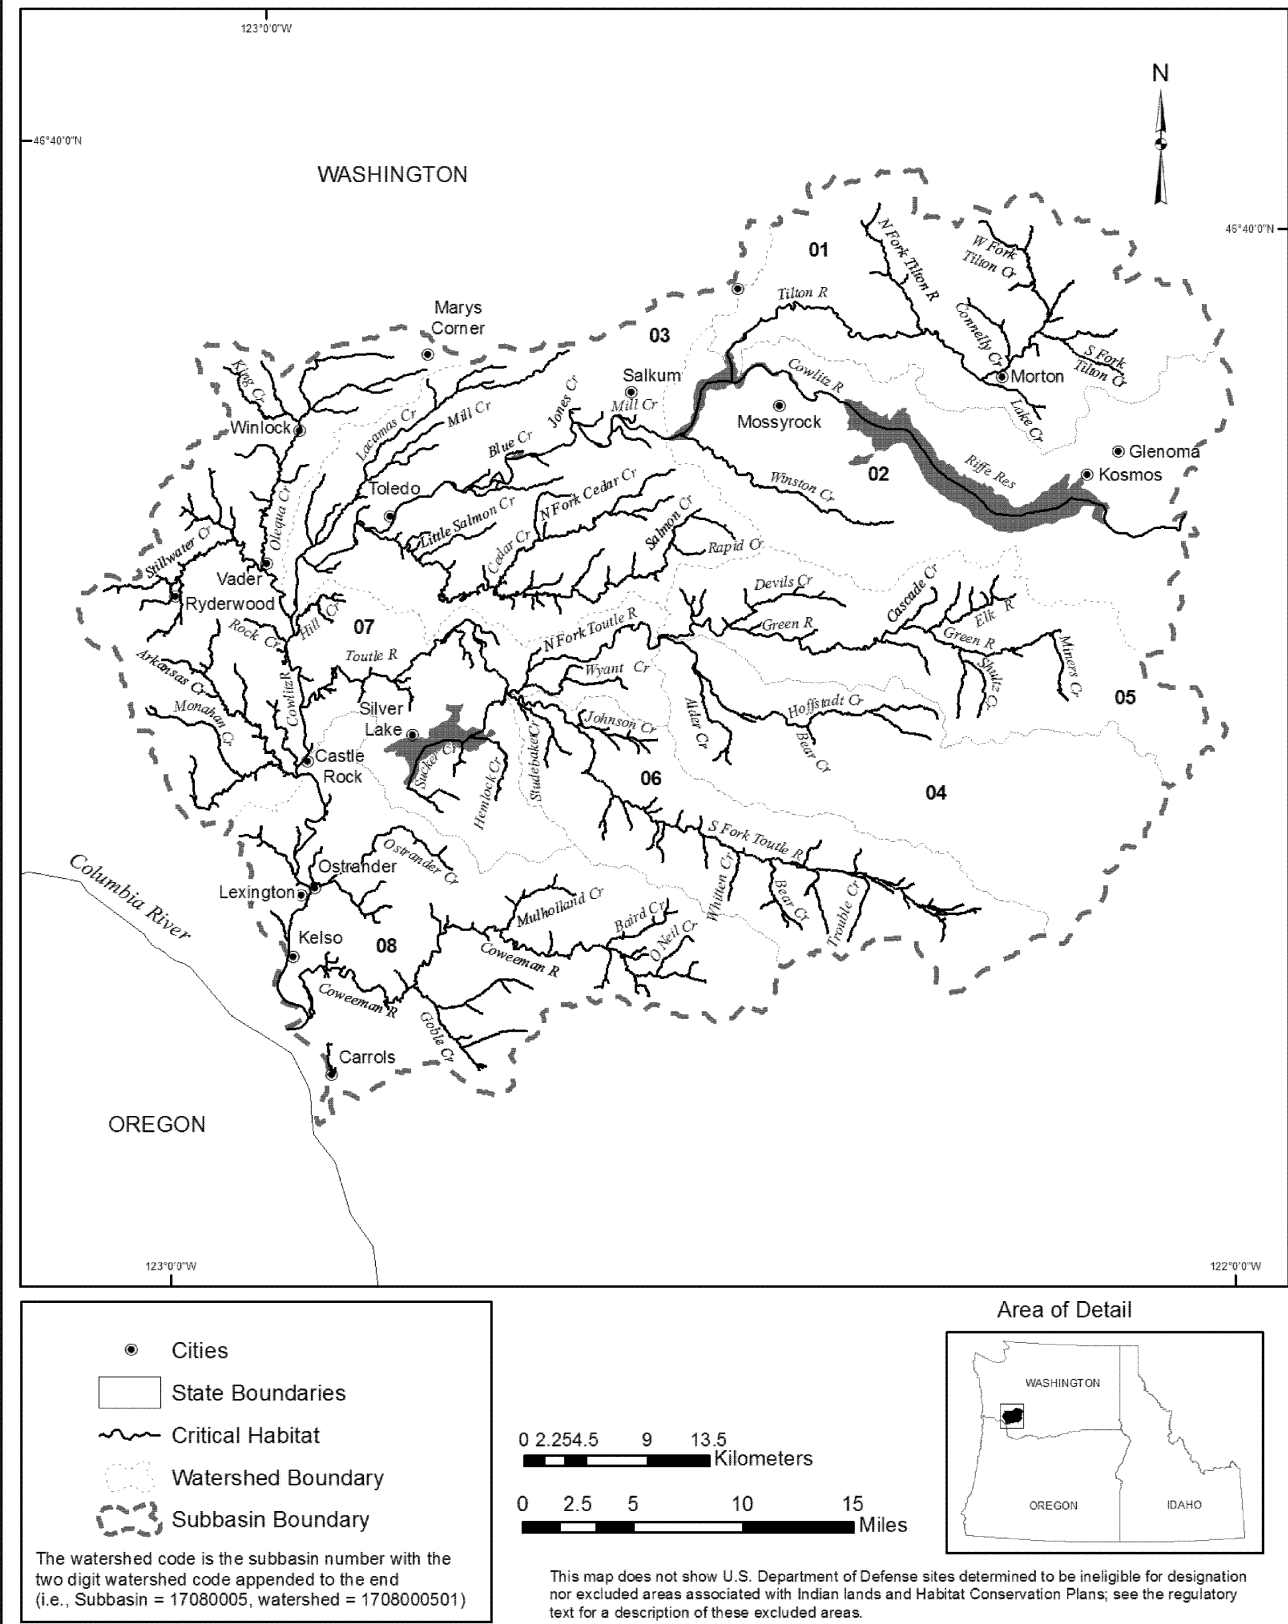 123°0'0"W
N
46°40'0"N
WASHINGTON
46°40'0"N
01
N Fork Tilton R
W Fork
Tilton Cr
Tilton R
Connelly Cr
S Fork
Tilton Cr
Marys
Corner
03
King Cr
Salkum
Cowlitz R
Morton
Jones Cr
Mill Cr
Lake Cr
Winlock
Lacamas Cr
Mill Cr
Mossyrock
Blue Cr
Glenoma
Riffe Res
Kosmos
02
Toledo
Winston Cr
Olequa Cr
Little Salmon Cr
N Fork Cedar Cr
Salmon Cr
Stillwater Cr
Cedar Cr
Rapid Cr
Vader
Ryderwood
Devils Cr
Cascade Cr
Elk R
Rock Cr
Hill Cr
07
N Fork Toutle R
Green R
Green R
Arkansas Cr
Toutle R
Wyant Cr
Shultz Cr
Miners Cr
05
Cowlitz R
Monahan Cr
Silver
Lake
Johnson Cr
Alder Cr
Hoffstadt Cr
Bear Cr
Castle
Rock
Sucker Cr
Hemlock Cr
Studebaker Cr
06
04
S Fork Toutle R
Columbia River
Ostrander
Ostrander Cr
Lexington
Whitten Cr
Bear Cr
Trouble Cr
Mulholland Cr
Baird Cr
O Neil Cr
Kelso
08
Coweeman R
Coweeman R
Goble Cr
Carrols
OREGON
123°0'0"W
122°0'0"W
Cities
State Boundaries
Critical Habitat
Watershed Boundary
Subbasin Boundary
The watershed code is the subbasin number with the
two digit watershed code appended to the end
(i.e., Subbasin = 17080005, watershed = 1708000501)
0 2.254.5 9 13.5
Kilometers
0 2.5 5 10 15
Miles
Area of Detail
WASHINGTON
OREGON
IDAHO
This map does not show U.S. Department of Defense sites determined to be ineligible for designation
nor excluded areas associated with Indian lands and Habitat Conservation Plans; see the regulatory
text for a description of these excluded areas.